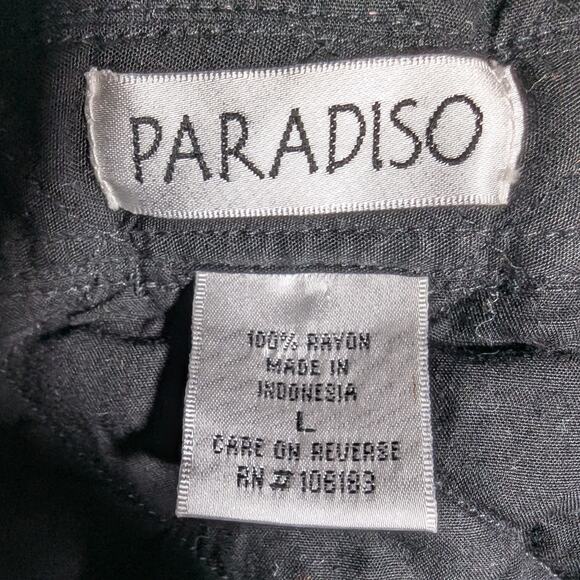 PARADISO
100% RAYON
MADE IN
INDONESIA
L
CARE ON REVERSE
RN # 106183